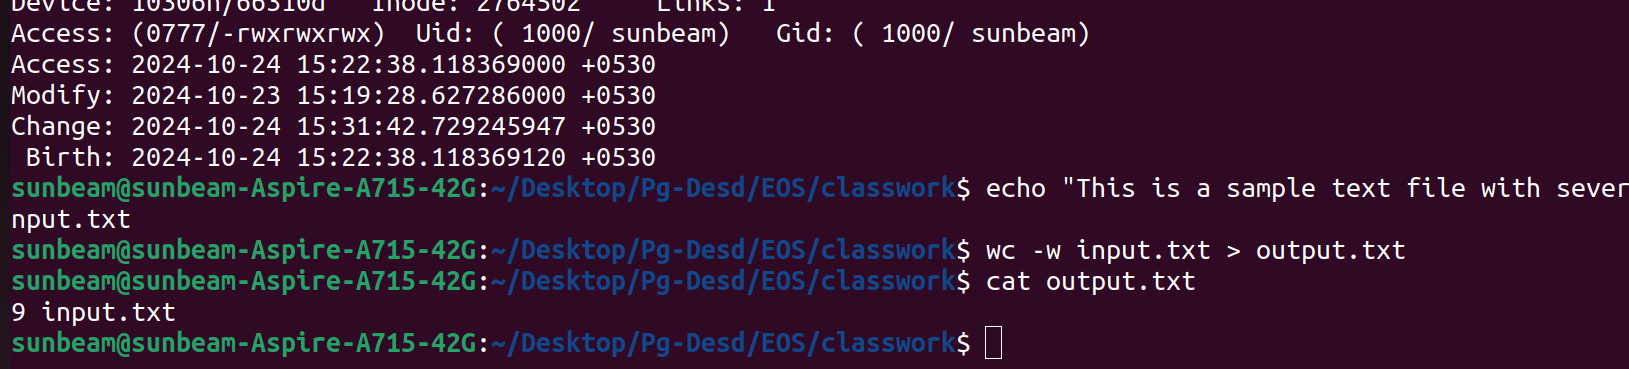 Device: 10306h/66310d   Inode: 2764502     Links: 1
Access: (0777/-rwxrwxrwx)  Uid: ( 1000/ sunbeam)   Gid: ( 1000/ sunbeam)
Access: 2024-10-24 15:22:38.118369000 +0530
Modify: 2024-10-23 15:19:28.627286000 +0530
Change: 2024-10-24 15:31:42.729245947 +0530
 Birth: 2024-10-24 15:22:38.118369120 +0530
sunbeam@sunbeam-Aspire-A715-42G:~/Desktop/Pg-Desd/EOS/classwork$ echo "This is a sample text file with sever
nput.txt
sunbeam@sunbeam-Aspire-A715-42G:~/Desktop/Pg-Desd/EOS/classwork$ wc -w input.txt > output.txt
sunbeam@sunbeam-Aspire-A715-42G:~/Desktop/Pg-Desd/EOS/classwork$ cat output.txt
9 input.txt
sunbeam@sunbeam-Aspire-A715-42G:~/Desktop/Pg-Desd/EOS/classwork$